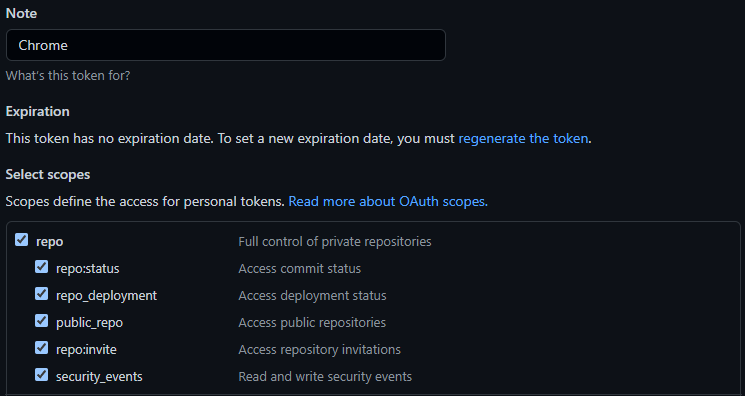 Note
Chrome
What's this token for?
Expiration
This token has no expiration date. To set a new expiration date, you must regenerate the token.
Select scopes
Scopes define the access for personal tokens. Read more about OAuth scopes.
repo Full control of private repositories
repo:status Access commit status
repo_deployment Access deployment status
public_repo Access public repositories
repo:invite Access repository invitations
security_events Read and write security events